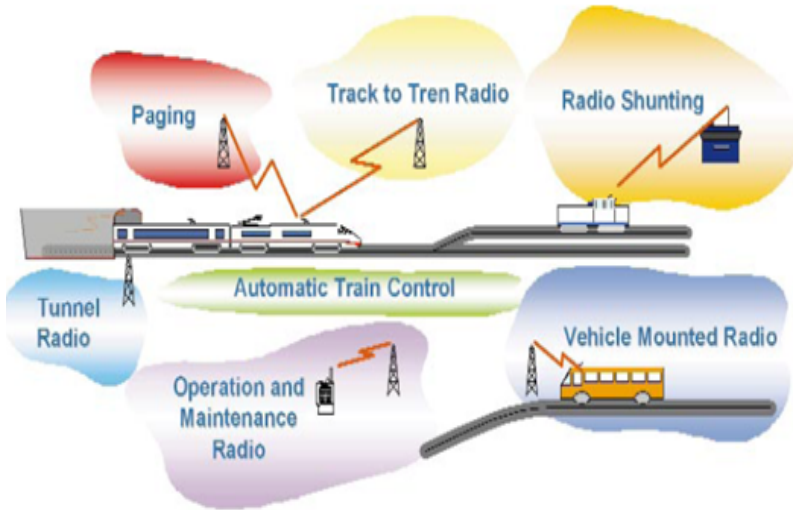 Paging
Track to Tren Radio
Radio Shunting
Tunnel
Radio
Automatic Train Control
Vehicle Mounted Radio
Operation and
Maintenance
Radio